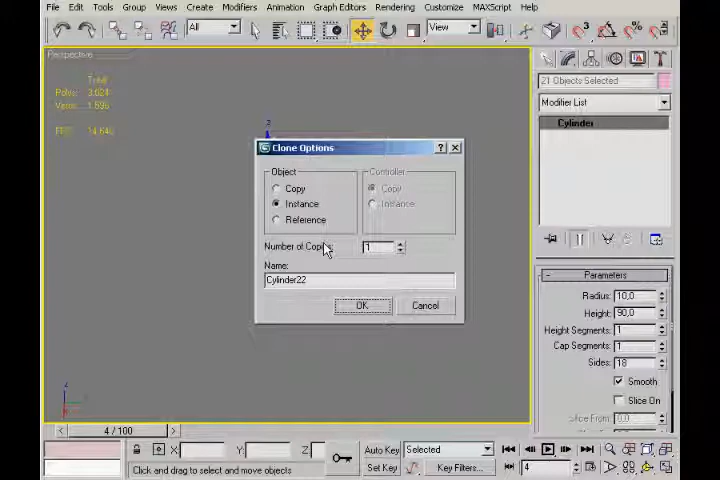 File Edit Tools Group Views Create Modifiers Animation Graph Editors Rendering Customize MAXScript Help
All
View
Perspective
Total
Polys: 3.024
Verts: 1.596
21 Objects Selected
Modifier List
Cylinder
Clone Options
Object
Controller
Copy
Copy
Instance
Instance
Reference
Number of Copies:
1
Name:
Cylinder22
OK
Cancel
Parameters
Radius: 10,0
Height: 90,0
Height Segments: 1
Cap Segments: 1
Sides: 18
Smooth
Slice On
Slice From: 0,0
z
4 / 100
X:
Y:
Z:
Auto Key
Selected
Click and drag to select and move objects
Set Key
Key Filters...
4